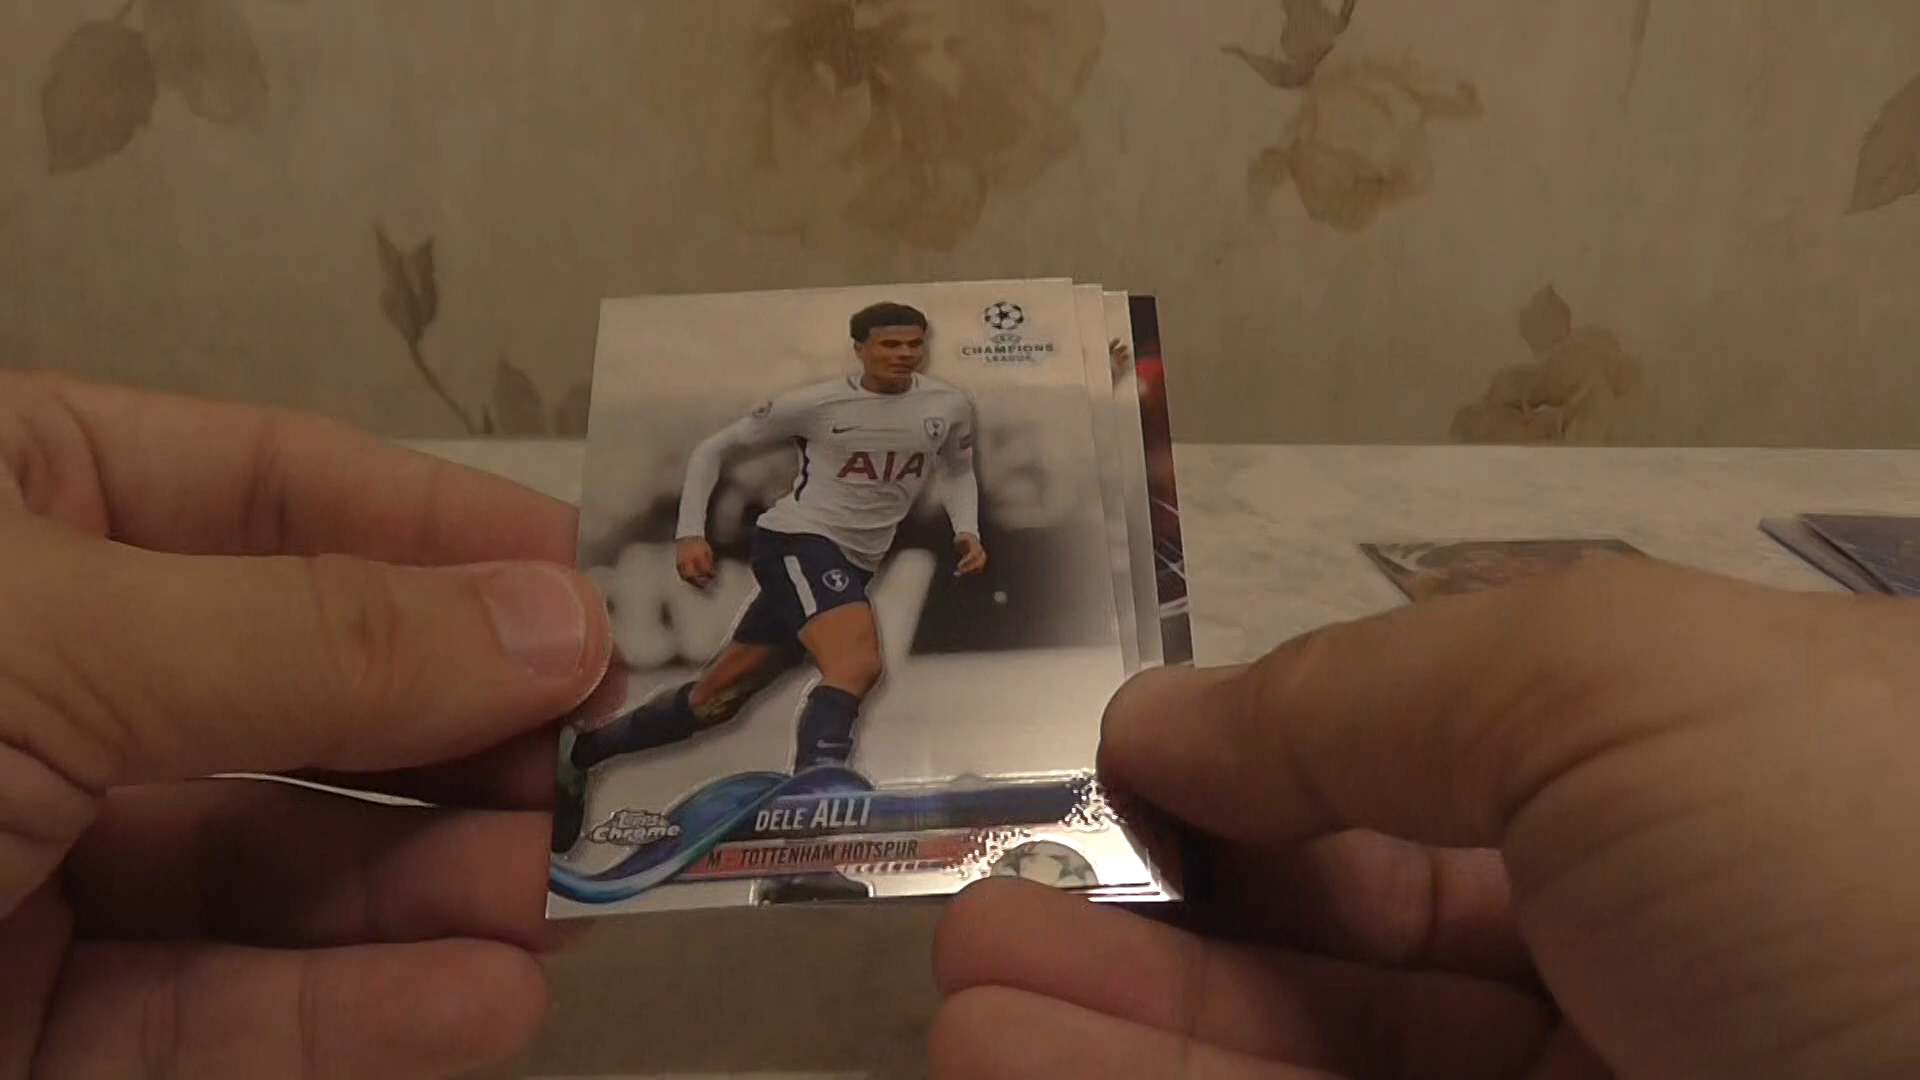 CHAMPIONS
LEAGUE
AIA
Topps
Chrome
DELE ALLI
M - TOTTENHAM HOTSPUR